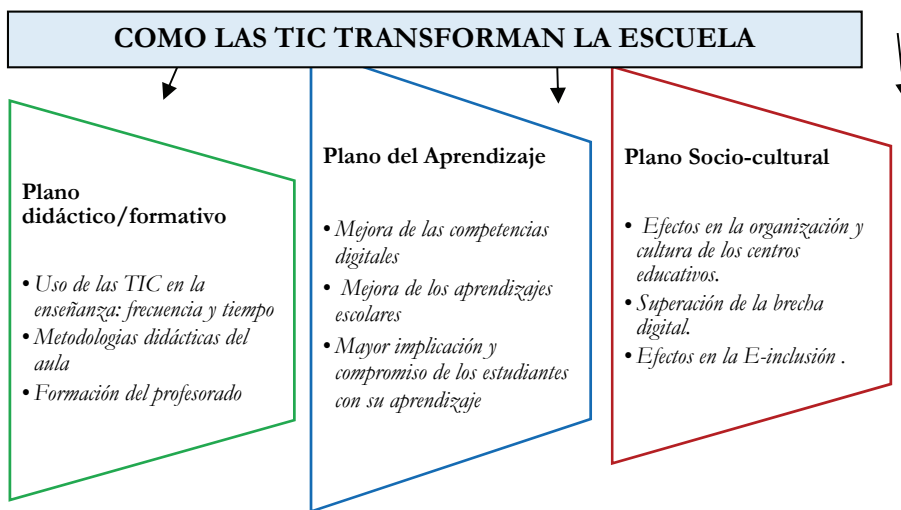 COMO LAS TIC TRANSFORMAN LA ESCUELA
Plano
didáctico/formativo
• Uso de las TIC en la
enseñanza: frecuencia y tiempo
• Metodologias didácticas del
aula
• Formación del profesorado
Plano del Aprendizaje
• Mejora de las competencias
digitales
• Mejora de los aprendizajes
escolares
• Mayor implicación y
compromiso de los estudiantes
con su aprendizaje
Plano Socio-cultural
• Efectos en la organización y
cultura de los centros
educativos.
• Superación de la brecha
digital.
• Efectos en la E-inclusión .